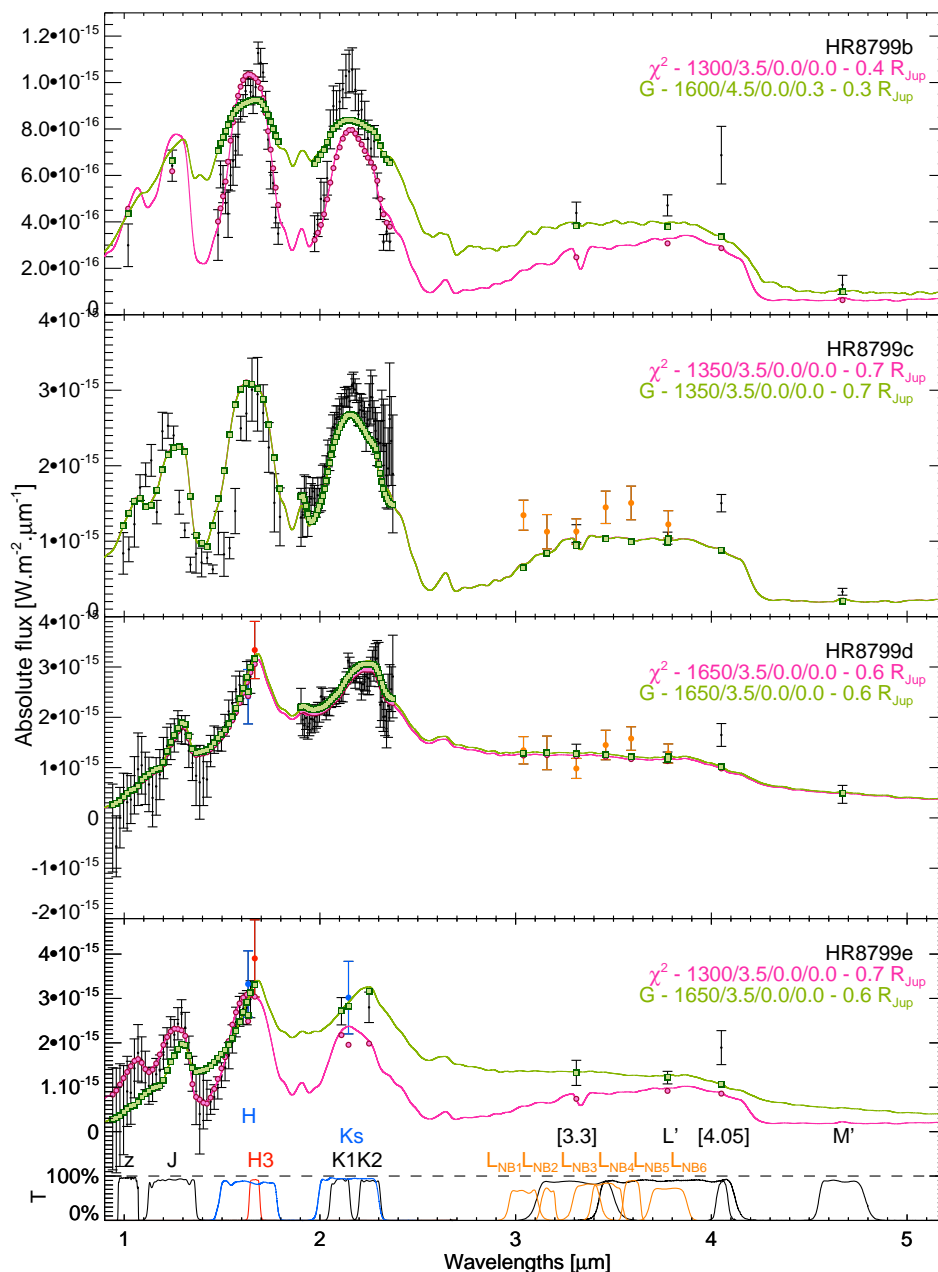 1.2•10⁻¹⁵
1.0•10⁻¹⁵
8.0•10⁻¹⁶
6.0•10⁻¹⁶
4.0•10⁻¹⁶
2.0•10⁻¹⁶
0
HR8799b
χ² - 1300/3.5/0.0/0.0 - 0.4 R_Jup
G - 1600/4.5/0.0/0.3 - 0.3 R_Jup
4•10⁻¹⁵
3•10⁻¹⁵
2•10⁻¹⁵
1•10⁻¹⁵
0
HR8799c
χ² - 1350/3.5/0.0/0.0 - 0.7 R_Jup
G - 1350/3.5/0.0/0.0 - 0.7 R_Jup
Absolute flux [W.m⁻².μm⁻¹]
4•10⁻¹⁵
3•10⁻¹⁵
2•10⁻¹⁵
1•10⁻¹⁵
0
-1•10⁻¹⁵
-2•10⁻¹⁵
HR8799d
χ² - 1650/3.5/0.0/0.0 - 0.6 R_Jup
G - 1650/3.5/0.0/0.0 - 0.6 R_Jup
4•10⁻¹⁵
3•10⁻¹⁵
2•10⁻¹⁵
1•10⁻¹⁵
0
HR8799e
χ² - 1300/3.5/0.0/0.0 - 0.7 R_Jup
G - 1650/3.5/0.0/0.0 - 0.6 R_Jup
H Ks [3.3] L' [4.05] M'
z J H3 K1 K2 L_NB1 L_NB2 L_NB3 L_NB4 L_NB5 L_NB6
100%
0%
T
1 2 3 4 5
Wavelengths [μm]